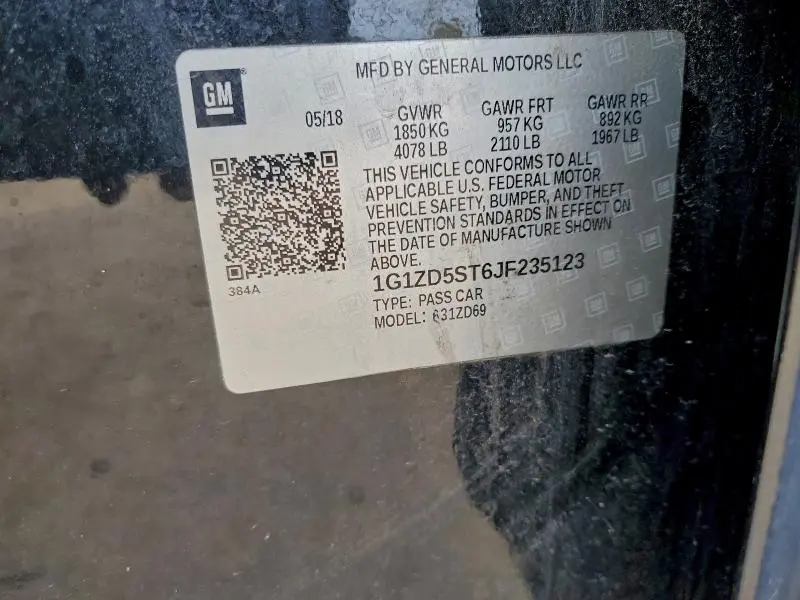 GM
MFD BY GENERAL MOTORS LLC
05/18
GVWR GAWR FRT GAWR RR
1850 KG 957 KG 892 KG
4078 LB 2110 LB 1967 LB
THIS VEHICLE CONFORMS TO ALL
APPLICABLE U.S. FEDERAL MOTOR
VEHICLE SAFETY, BUMPER, AND THEFT
PREVENTION STANDARDS IN EFFECT ON
THE DATE OF MANUFACTURE SHOWN
ABOVE.
384A
1G1ZD5ST6JF235123
TYPE: PASS CAR
MODEL: 631ZD69